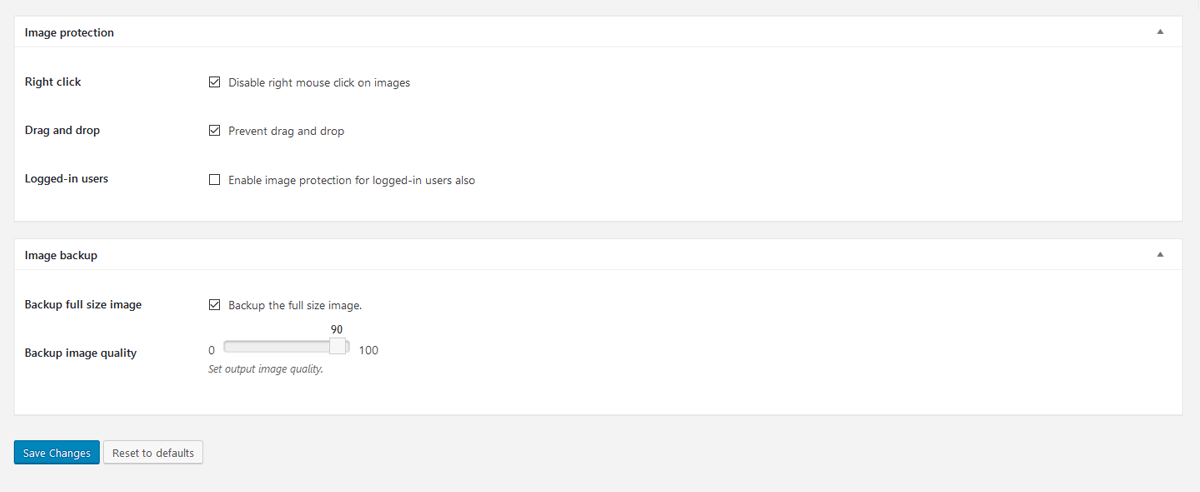 Image protection
Right click
Disable right mouse click on images
Drag and drop
Prevent drag and drop
Logged-in users
Enable image protection for logged-in users also
Image backup
Backup full size image
Backup the full size image.
90
Backup image quality
0 100
Set output image quality.
Save Changes Reset to defaults